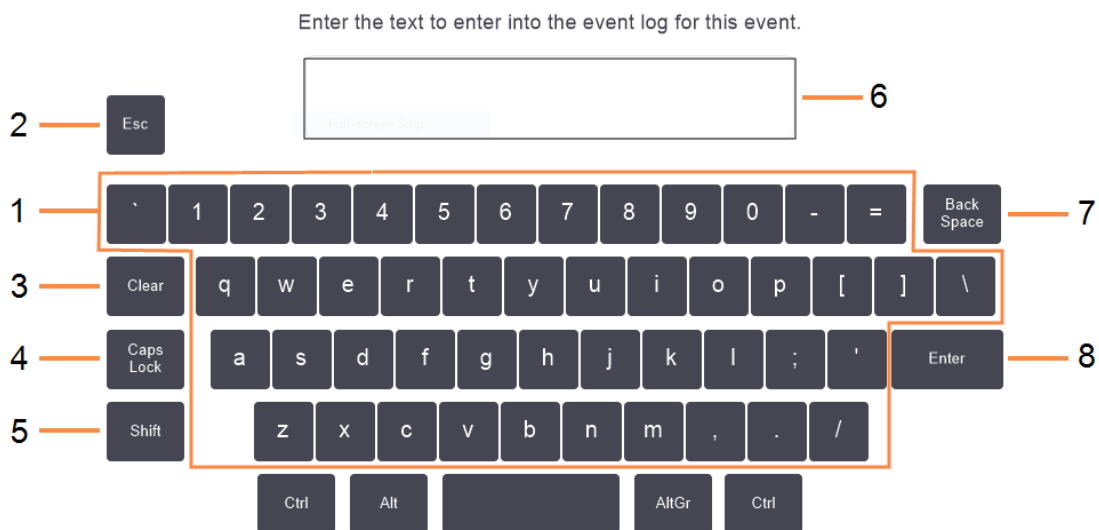 Enter the text to enter into the event log for this event.
6
2 Esc
1 ` 1 2 3 4 5 6 7 8 9 0 - = Back Space 7
3 Clear q w e r t y u i o p [ ] \
4 Caps Lock a s d f g h j k l ; ' Enter 8
5 Shift z x c v b n m , . /
Ctrl Alt AltGr Ctrl